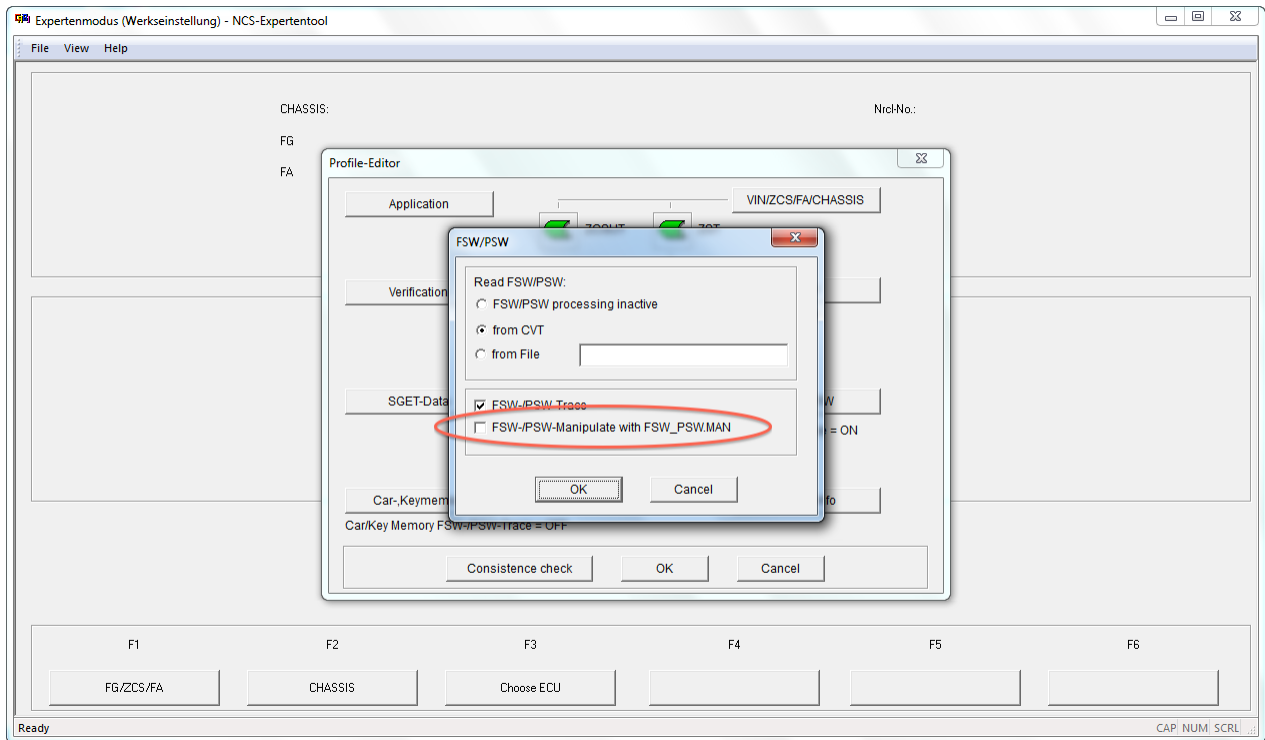 Expertenmodus (Werkseinstellung) - NCS-Expertentool
File View Help
CHASSIS:
Nrcl-No.:
FG
FA
Profile-Editor
Application
VIN/ZCS/FA/CHASSIS
FSW/PSW
Read FSW/PSW:
FSW/PSW processing inactive
from CVT
from File
Verification
SGET-Data
W
FSW-/PSW-Trace
FSW-/PSW-Manipulate with FSW_PSW.MAN
= ON
OK Cancel
Car-,Keymem
fo
Car/Key Memory FSW-/PSW-Trace = OFF
Consistence check OK Cancel
F1 F2 F3 F4 F5 F6
FG/ZCS/FA CHASSIS Choose ECU
Ready
CAP NUM SCRL